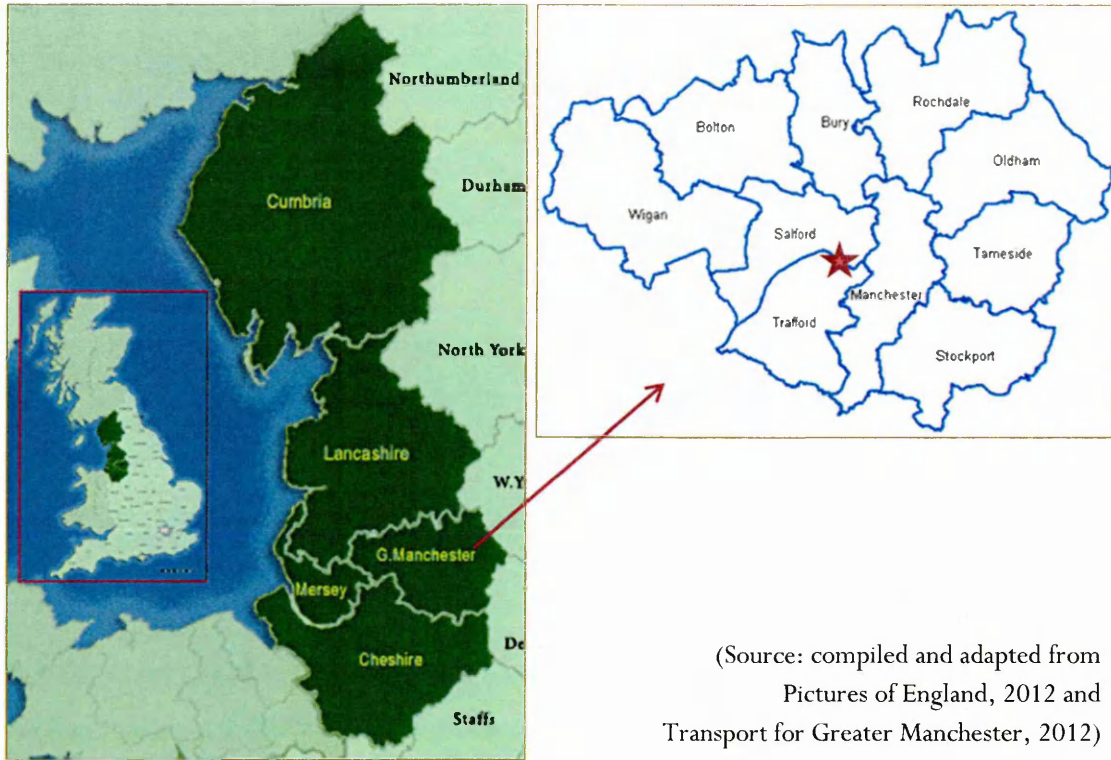 Northumberland
Cumbria
Durham
North York
Lancashire
W.Y
G.Manchester
Mersey
Cheshire
De
Staffs
Rochdale
Bolton
Bury
Oldham
Wigan
Salford
Tameside
Manchester
Trafford
Stockport
(Source: compiled and adapted from
Pictures of England, 2012 and
Transport for Greater Manchester, 2012)